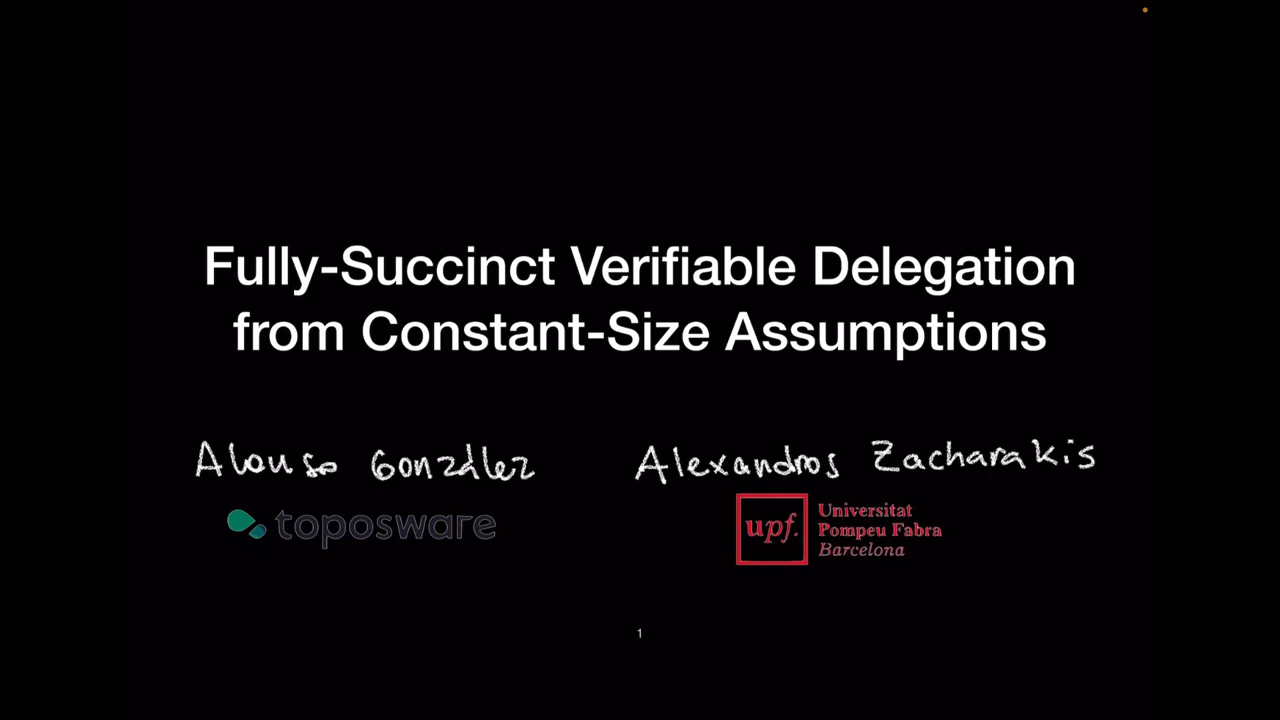 Fully-Succinct Verifiable Delegation
from Constant-Size Assumptions
Alonso González
Alexandros Zacharakis
toposware
upf.
Universitat
Pompeu Fabra
Barcelona
1